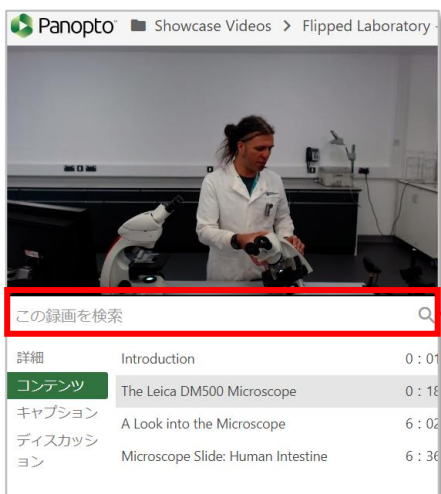 Panopto Showcase Videos > Flipped Laboratory -
この録画を検索
詳細 Introduction 0 : 01
コンテンツ The Leica DM500 Microscope 0 : 18
キャプション A Look into the Microscope 6 : 02
ディスカッシ
ョン Microscope Slide: Human Intestine 6 : 36